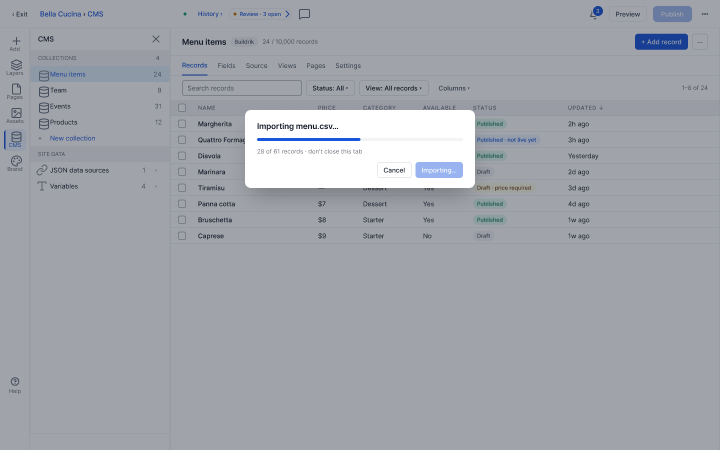 ‹ Exit
Bella Cucina › CMS
History ›
Review · 3 open
3
Preview
Publish
Add
Layers
Pages
Assets
CMS
Brand
Help
CMS
COLLECTIONS 4
Menu items 24
Team 8
Events 31
Products 12
+ New collection
SITE DATA
JSON data sources 1
Variables 4
Menu items Buildrik 24 / 10,000 records
+ Add record
Records Fields Source Views Pages Settings
Search records
Status: All
View: All records
Columns
1–8 of 24
NAME PRICE CATEGORY AVAILABLE STATUS UPDATED ↓
Margherita Published 2h ago
Quattro Formag Published · not live yet 3h ago
Diavola Published Yesterday
Marinara Draft 2d ago
Tiramisu Dessert Yes Draft · price required 3d ago
Panna cotta $7 Dessert Yes Published 4d ago
Bruschetta $8 Starter Yes Published 1w ago
Caprese $9 Starter No Draft 1w ago
Importing menu.csv…
28 of 61 records · don't close this tab
Cancel
Importing…